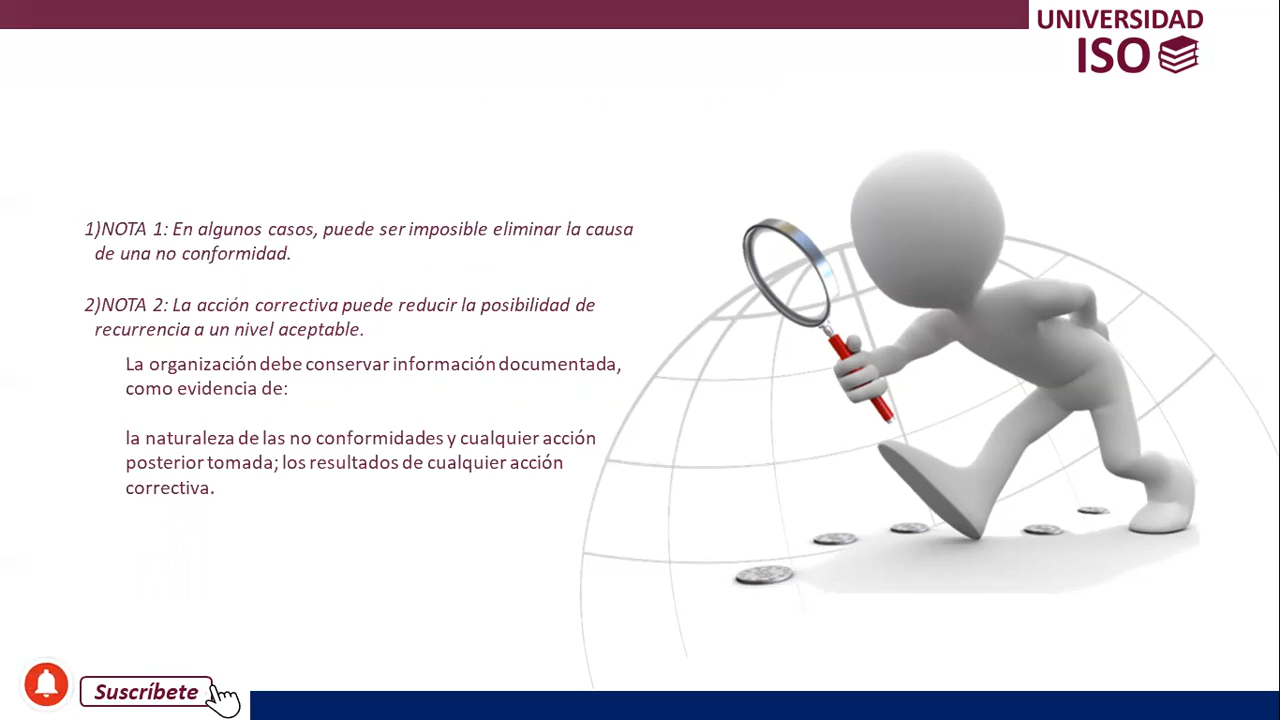 UNIVERSIDAD
ISO
1)NOTA 1: En algunos casos, puede ser imposible eliminar la causa
de una no conformidad.
2)NOTA 2: La acción correctiva puede reducir la posibilidad de
recurrencia a un nivel aceptable.
La organización debe conservar información documentada,
como evidencia de:
la naturaleza de las no conformidades y cualquier acción
posterior tomada; los resultados de cualquier acción
correctiva.
Suscríbete